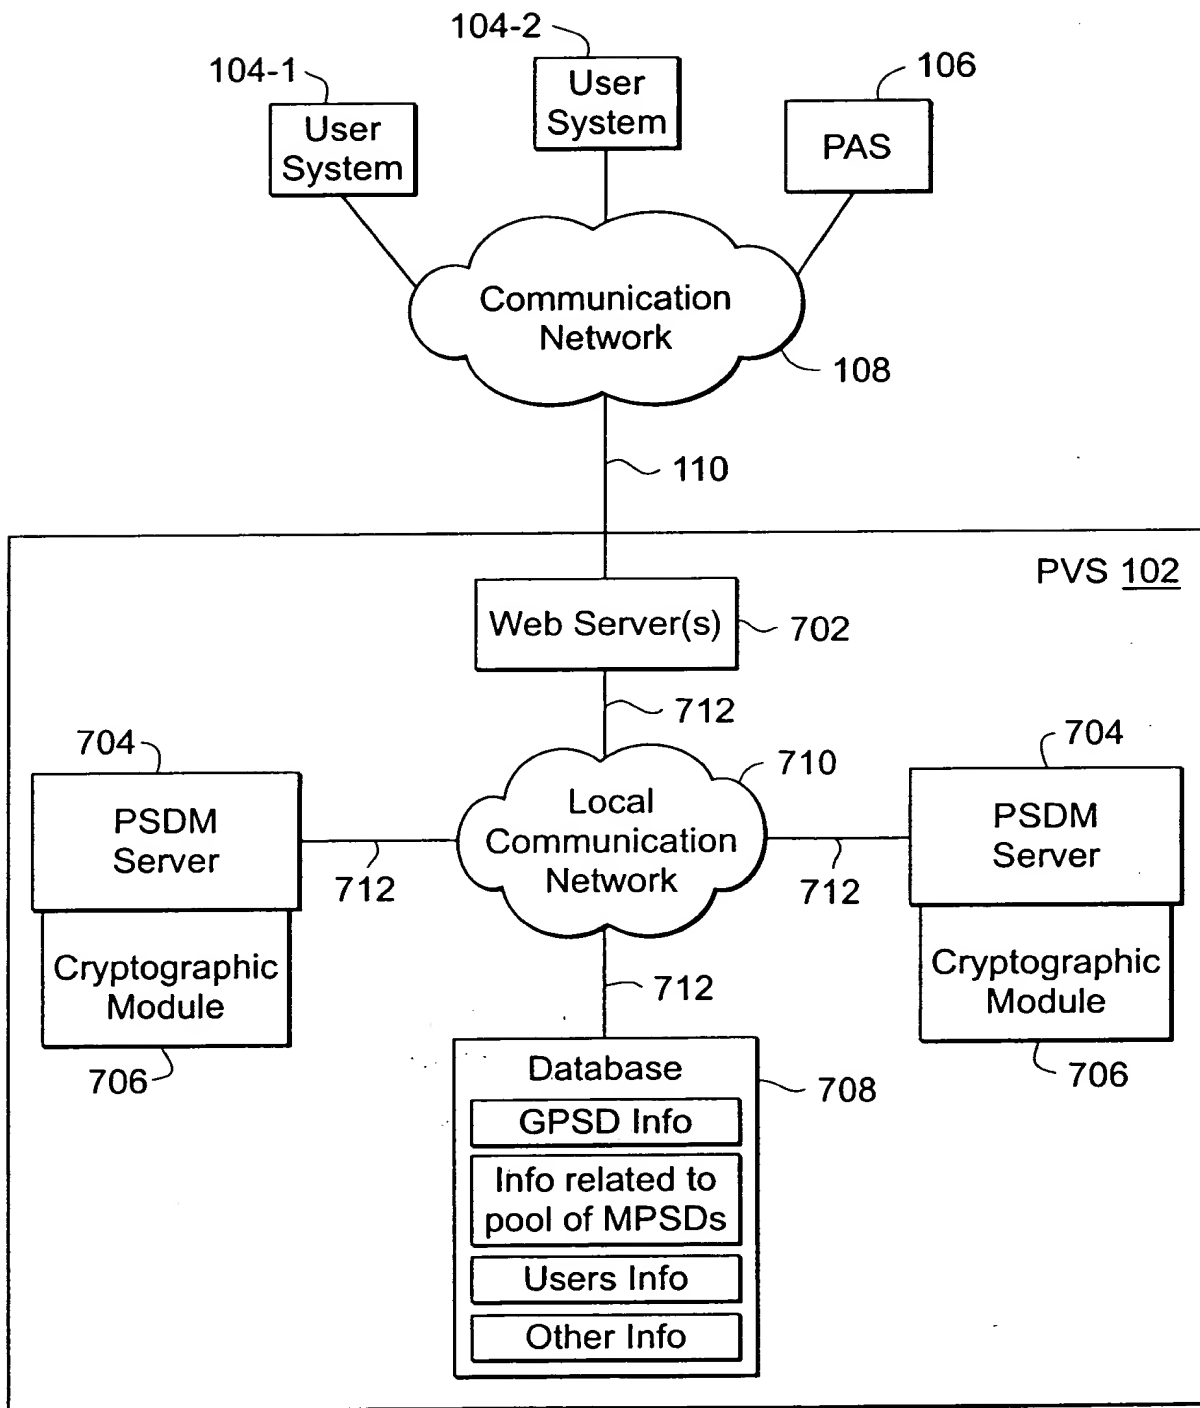 104-2
104-1
106
User
System
User
System
PAS
Communication
Network
108
110
PVS 102
Web Server(s)
702
712
704
704
710
PSDM
Server
Local
Communication
Network
PSDM
Server
712
712
Cryptographic
Module
Cryptographic
Module
712
706
706
Database
708
GPSD Info
Info related to
pool of MPSDs
Users Info
Other Info